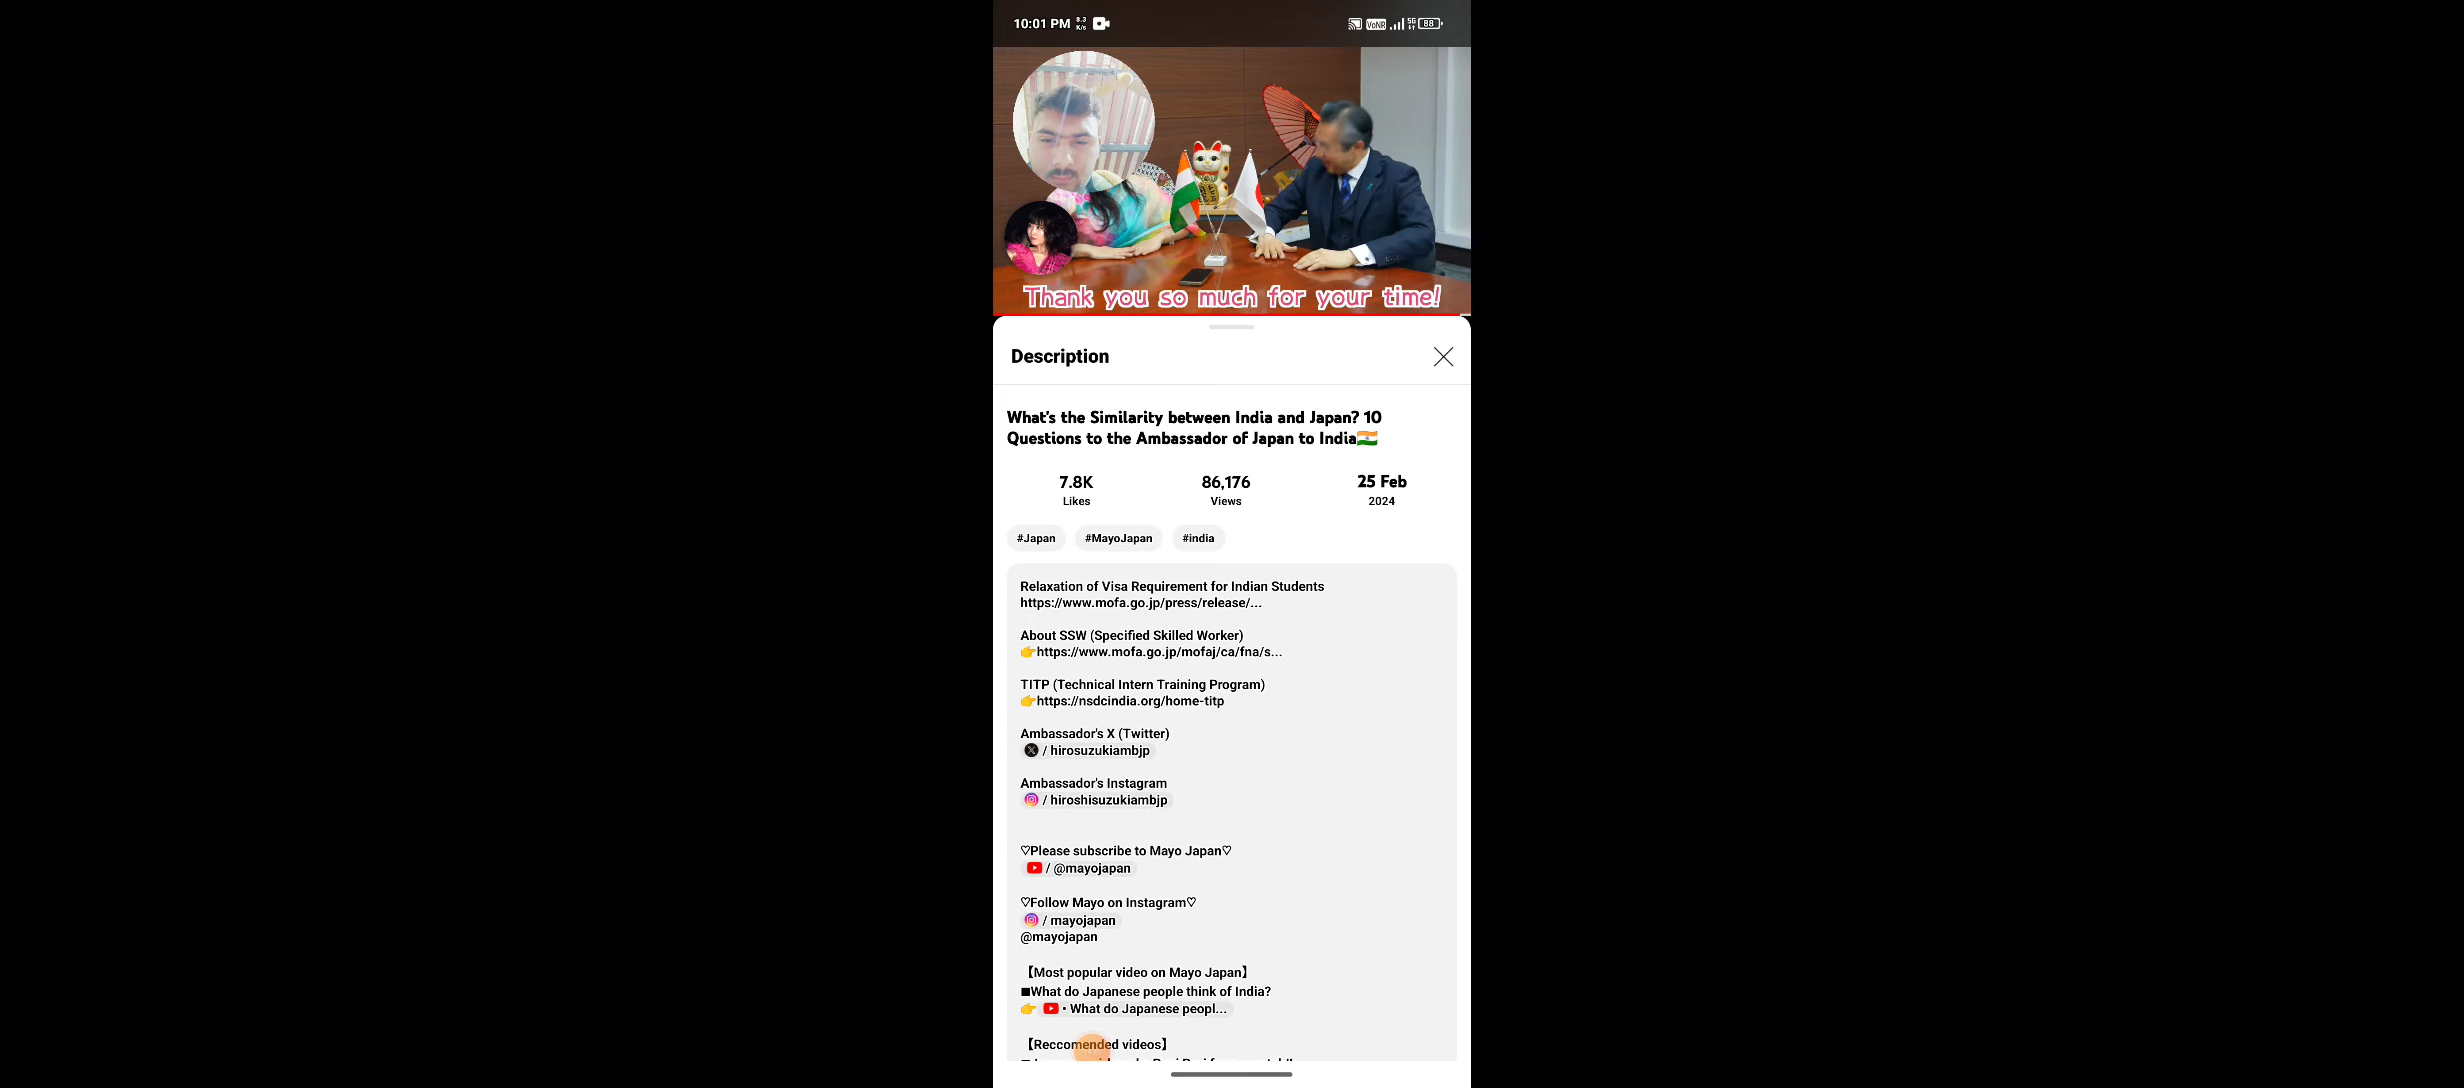 10:01 PM 8.3 K/s VoNR 5G 88
Thank you so much for your time!
Description
What's the Similarity between India and Japan? 10
Questions to the Ambassador of Japan to India🇮🇳
7.8K 86,176 25 Feb
Likes Views 2024
#Japan #MayoJapan #india
Relaxation of Visa Requirement for Indian Students
https://www.mofa.go.jp/press/release/...
About SSW (Specified Skilled Worker)
👉https://www.mofa.go.jp/mofaj/ca/fna/s...
TITP (Technical Intern Training Program)
👉https://nsdcindia.org/home-titp
Ambassador's X (Twitter)
/ hirosuzukiambjp
Ambassador's Instagram
/ hiroshisuzukiambjp
♡Please subscribe to Mayo Japan♡
/ @mayojapan
♡Follow Mayo on Instagram♡
/ mayojapan
@mayojapan
【Most popular video on Mayo Japan】
■What do Japanese people think of India?
👉 • What do Japanese peopl...
【Reccomended videos】